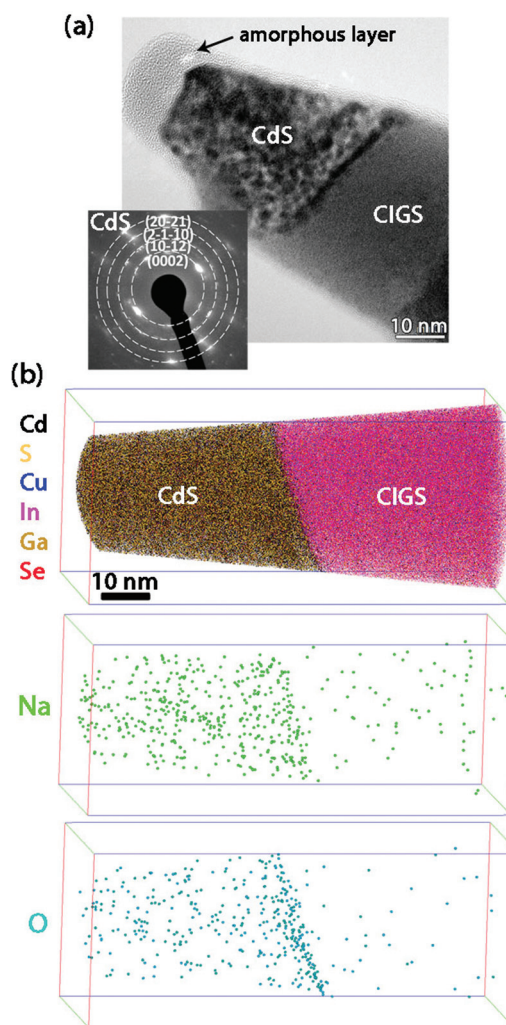 (a)
amorphous layer
CdS
CIGS
CdS
(20-21)
(2-1-10)
(10-12)
(0002)
10 nm
(b)
Cd
S
Cu
In
Ga
Se
CdS
CIGS
10 nm
Na
O